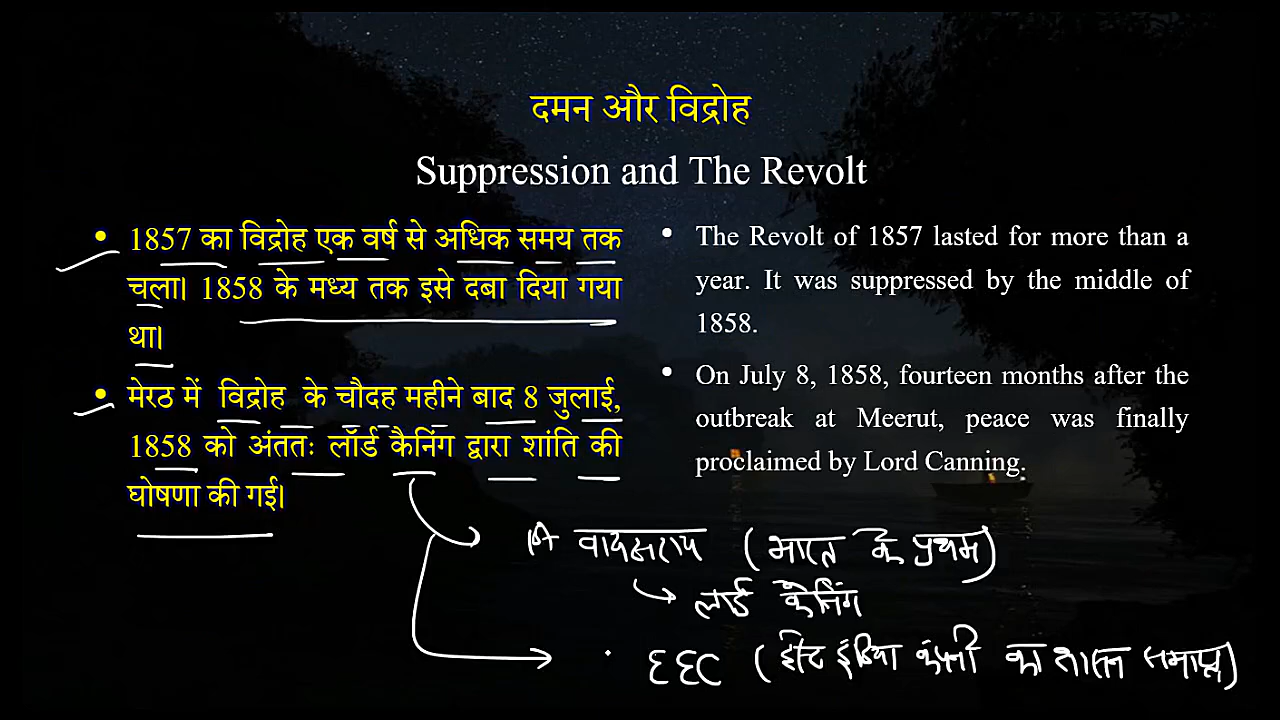 दमन और विद्रोह
Suppression and The Revolt
• 1857 का विद्रोह एक वर्ष से अधिक समय तक
चला। 1858 के मध्य तक इसे दबा दिया गया
था।
• मेरठ में विद्रोह के चौदह महीने बाद 8 जुलाई,
1858 को अंततः लॉर्ड कैनिंग द्वारा शांति की
घोषणा की गई।
• The Revolt of 1857 lasted for more than a
year. It was suppressed by the middle of
1858.
• On July 8, 1858, fourteen months after the
outbreak at Meerut, peace was finally
proclaimed by Lord Canning.
वायसराय (भारत के प्रथम)
लार्ड कैनिंग
(ईस्ट इंडिया कंपनी का शासन समाप्त)